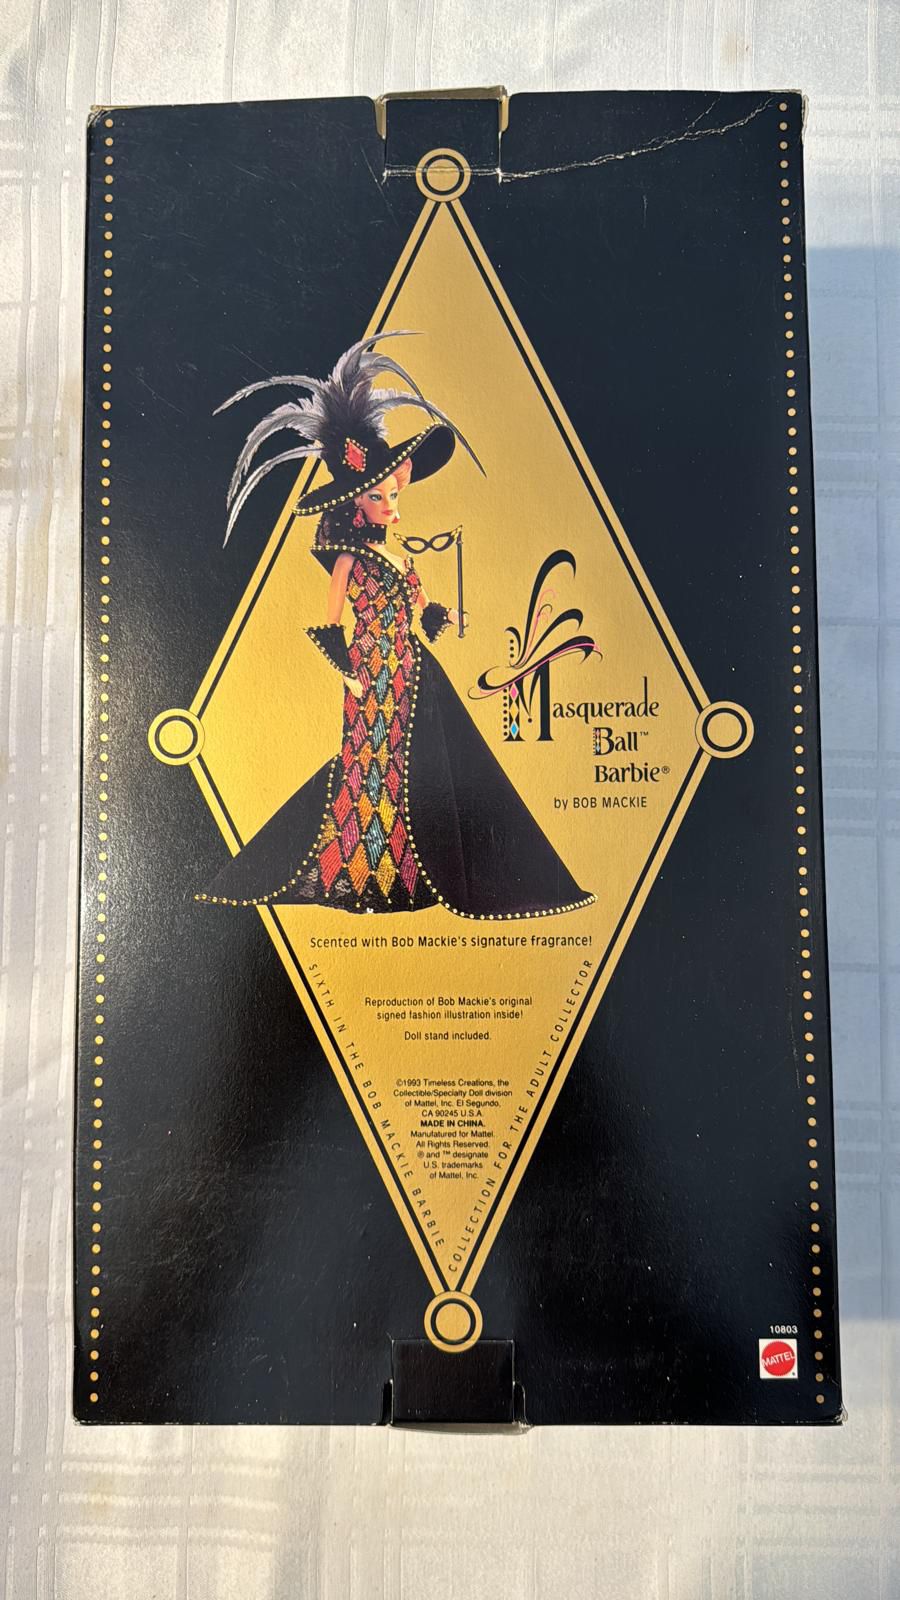 Masquerade
Ball™
Barbie®
by BOB MACKIE
Scented with Bob Mackie's signature fragrance!
Reproduction of Bob Mackie's original
signed fashion illustration inside!
Doll stand included.
©1993 Timeless Creations, the
Collectible/Specialty Doll division
of Mattel, Inc. El Segundo,
CA 90245 U.S.A.
MADE IN CHINA.
Manufatured for Mattel.
All Rights Reserved.
® and ™ designate
U.S. trademarks
of Mattel, Inc.
SIXTH IN THE BOB MACKIE BARBIE
COLLECTION FOR THE ADULT COLLECTOR
10803
MATTEL